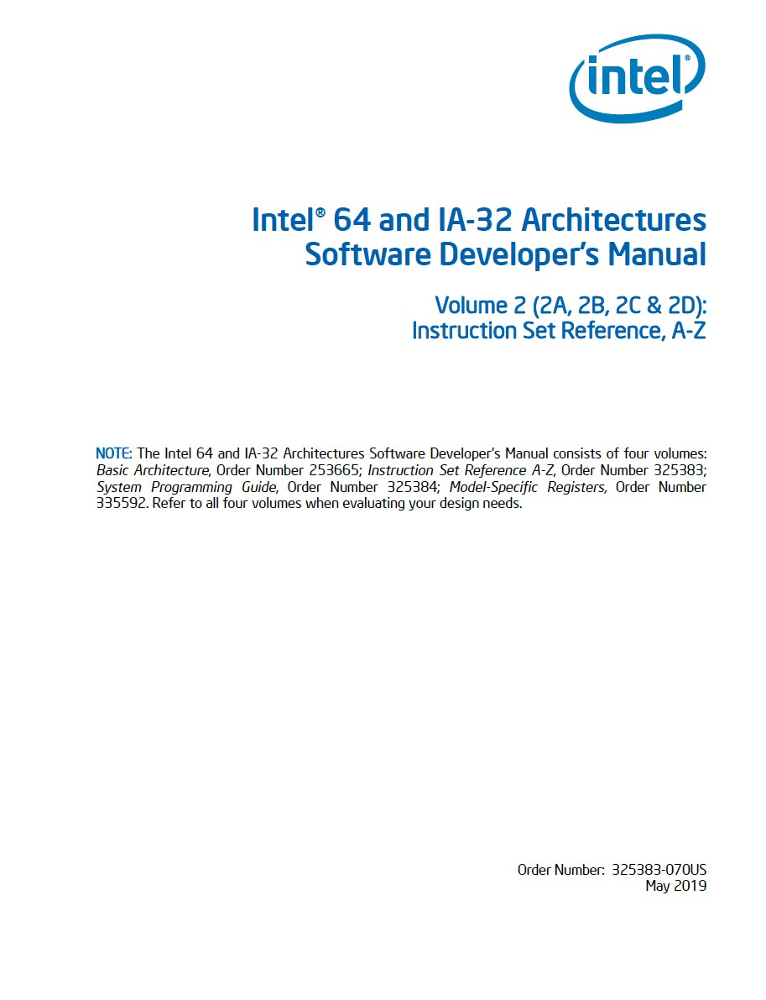 intel®
Intel® 64 and IA-32 Architectures
Software Developer’s Manual
Volume 2 (2A, 2B, 2C & 2D):
Instruction Set Reference, A-Z
NOTE: The Intel 64 and IA-32 Architectures Software Developer's Manual consists of four volumes:
Basic Architecture, Order Number 253665; Instruction Set Reference A-Z, Order Number 325383;
System Programming Guide, Order Number 325384; Model-Specific Registers, Order Number
335592. Refer to all four volumes when evaluating your design needs.
Order Number: 325383-070US
May 2019